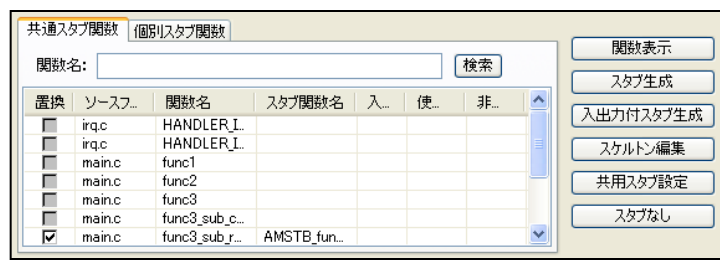 共通スタブ関数 個別スタブ関数
関数名: 検索
置換 ソースフ... 関数名 スタブ関数名 入... 使... 非...
irq.c HANDLER_I...
irq.c HANDLER_I...
main.c func1
main.c func2
main.c func3
main.c func3_sub_c...
main.c func3_sub_r... AMSTB_fun...
関数表示
スタブ生成
入出力付スタブ生成
スケルトン編集
共用スタブ設定
スタブなし